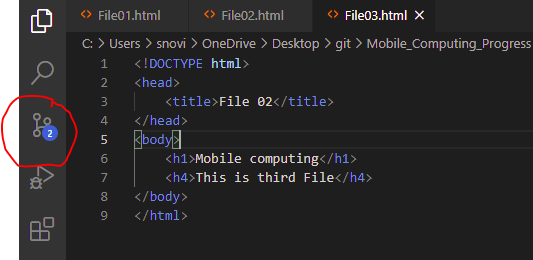 File01.html File02.html File03.html
C: > Users > snovi > OneDrive > Desktop > git > Mobile_Computing_Progress
1 <!DOCTYPE html>
2 <head>
3 <title>File 02</title>
4 </head>
5 <body>
6 <h1>Mobile computing</h1>
7 <h4>This is third File</h4>
8 </body>
9 </html>
2